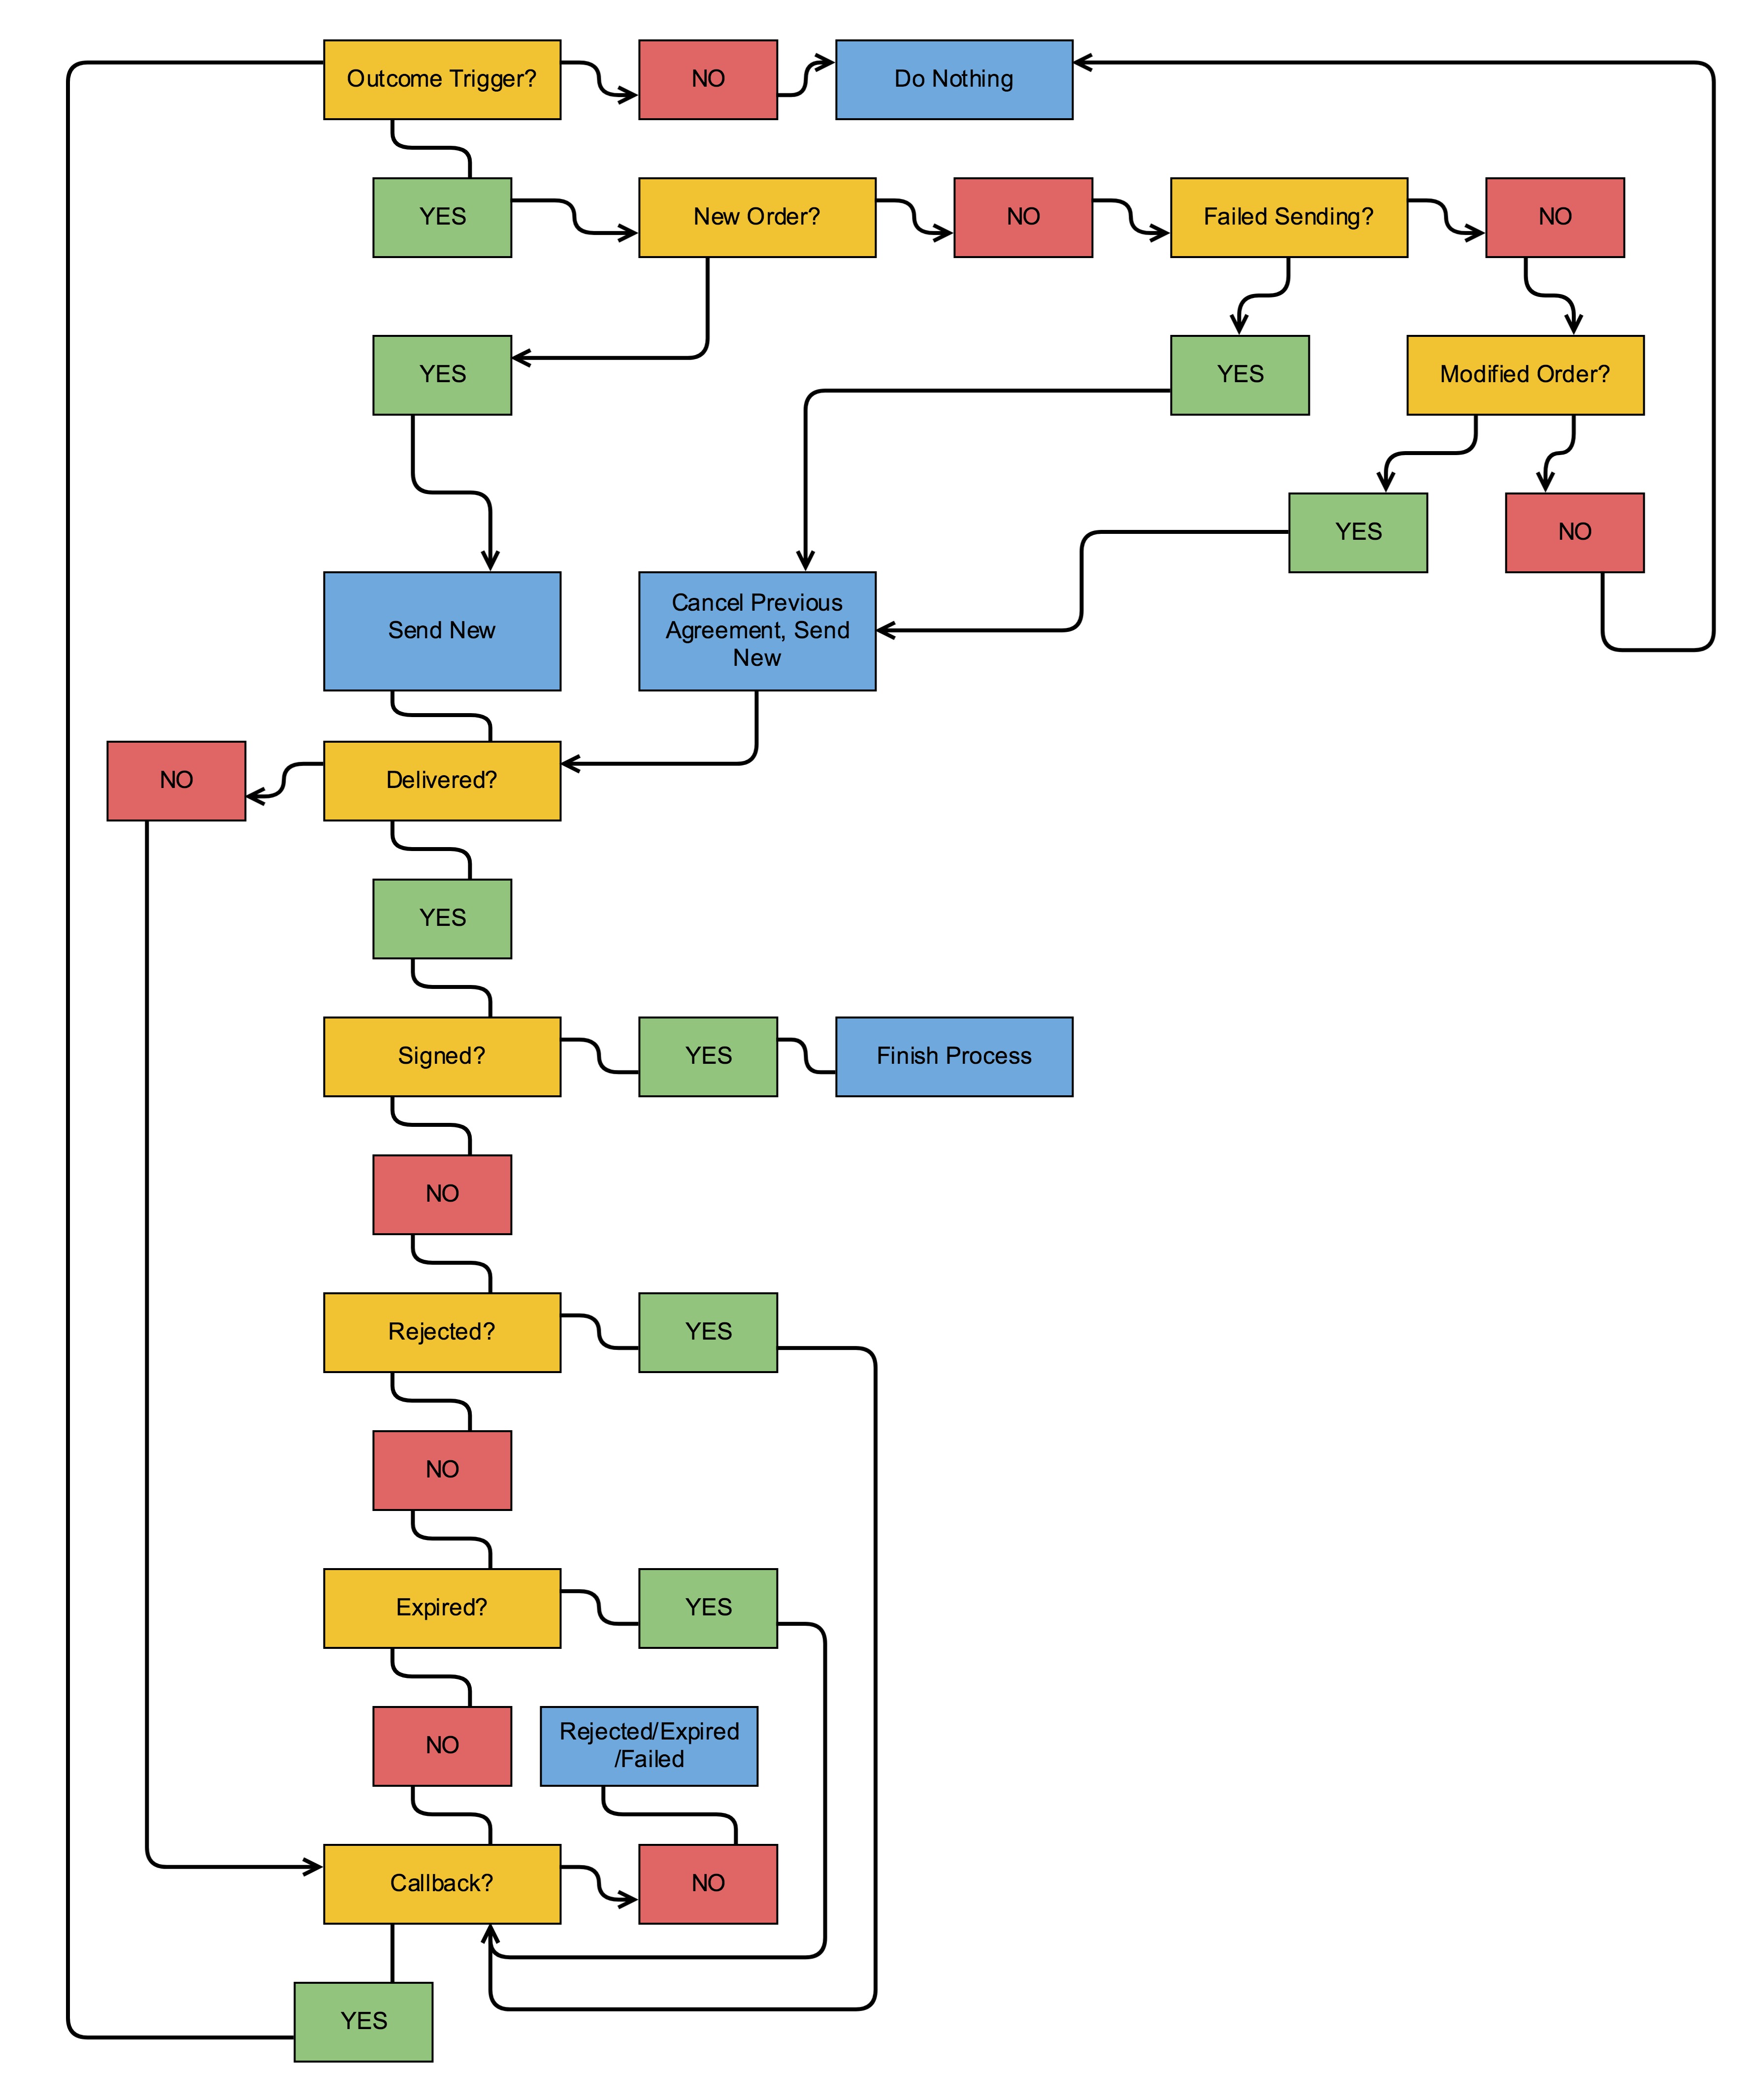 Outcome Trigger?
NO
Do Nothing
YES
New Order?
NO
Failed Sending?
NO
YES
YES
Modified Order?
YES
NO
Send New
Cancel Previous
Agreement, Send
New
NO
Delivered?
YES
Signed?
YES
Finish Process
NO
Rejected?
YES
NO
Expired?
YES
NO
Rejected/Expired
/Failed
Callback?
NO
YES